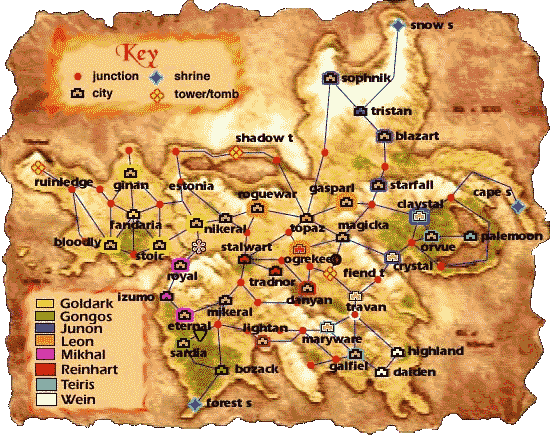 snow s
Key
junction
shrine
city
tower/tomb
sophnik
tristan
blazart
shadow t
ruinledge
ginan
estonia
roguewar
gasparl
starfall
claystal
cape s
fandaria
nikeral
topaz
magicka
bloodly
stoic
stalwart
orvue
palemoon
royal
ogrekeep
crystal
fiend t
tradnor
izumo
danyan
travan
Goldark
Gongos
Junon
Leon
Mikhal
Reinhart
Teiris
Wein
mikeral
eternal
lightan
maryware
sardia
highland
bozack
galfiel
dalden
forest s